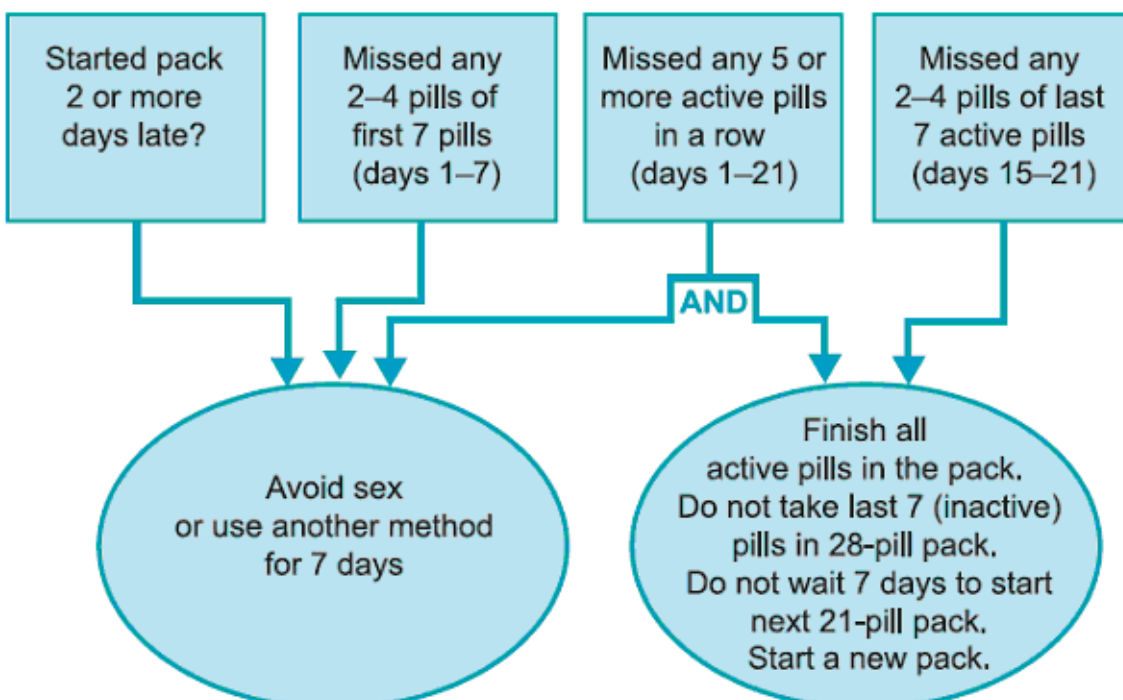 Started pack
2 or more
days late?
Missed any
2–4 pills of
first 7 pills
(days 1–7)
Missed any 5 or
more active pills
in a row
(days 1–21)
Missed any
2–4 pills of last
7 active pills
(days 15–21)
AND
Avoid sex
or use another method
for 7 days
Finish all
active pills in the pack.
Do not take last 7 (inactive)
pills in 28-pill pack.
Do not wait 7 days to start
next 21-pill pack.
Start a new pack.